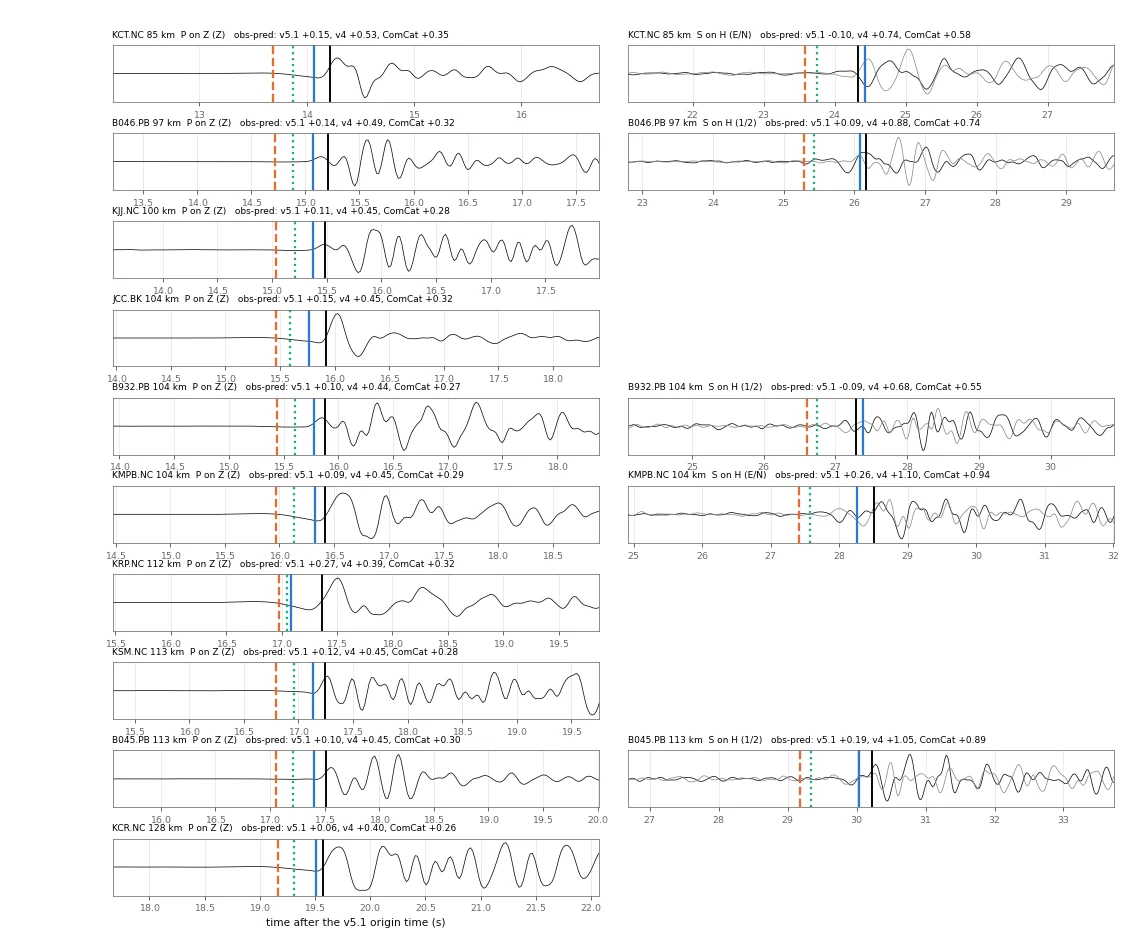 KCT.NC 85 km P on Z (Z) obs-pred: v5.1 +0.15, v4 +0.53, ComCat +0.35
KCT.NC 85 km S on H (E/N) obs-pred: v5.1 -0.10, v4 +0.74, ComCat +0.58
13 14 15 16
22 23 24 25 26 27
B046.PB 97 km P on Z (Z) obs-pred: v5.1 +0.14, v4 +0.49, ComCat +0.32
B046.PB 97 km S on H (1/2) obs-pred: v5.1 +0.09, v4 +0.88, ComCat +0.74
13.5 14.0 14.5 15.0 15.5 16.0 16.5 17.0 17.5
23 24 25 26 27 28 29
KJJ.NC 100 km P on Z (Z) obs-pred: v5.1 +0.11, v4 +0.45, ComCat +0.28
14.0 14.5 15.0 15.5 16.0 16.5 17.0 17.5
JCC.BK 104 km P on Z (Z) obs-pred: v5.1 +0.15, v4 +0.45, ComCat +0.32
14.0 14.5 15.0 15.5 16.0 16.5 17.0 17.5 18.0
B932.PB 104 km P on Z (Z) obs-pred: v5.1 +0.10, v4 +0.44, ComCat +0.27
B932.PB 104 km S on H (1/2) obs-pred: v5.1 -0.09, v4 +0.68, ComCat +0.55
14.0 14.5 15.0 15.5 16.0 16.5 17.0 17.5 18.0
25 26 27 28 29 30
KMPB.NC 104 km P on Z (Z) obs-pred: v5.1 +0.09, v4 +0.45, ComCat +0.29
KMPB.NC 104 km S on H (E/N) obs-pred: v5.1 +0.26, v4 +1.10, ComCat +0.94
14.5 15.0 15.5 16.0 16.5 17.0 17.5 18.0 18.5
25 26 27 28 29 30 31 32
KRP.NC 112 km P on Z (Z) obs-pred: v5.1 +0.27, v4 +0.39, ComCat +0.32
15.5 16.0 16.5 17.0 17.5 18.0 18.5 19.0 19.5
KSM.NC 113 km P on Z (Z) obs-pred: v5.1 +0.12, v4 +0.45, ComCat +0.28
15.5 16.0 16.5 17.0 17.5 18.0 18.5 19.0 19.5
B045.PB 113 km P on Z (Z) obs-pred: v5.1 +0.10, v4 +0.45, ComCat +0.30
B045.PB 113 km S on H (1/2) obs-pred: v5.1 +0.19, v4 +1.05, ComCat +0.89
16.0 16.5 17.0 17.5 18.0 18.5 19.0 19.5 20.0
27 28 29 30 31 32 33
KCR.NC 128 km P on Z (Z) obs-pred: v5.1 +0.06, v4 +0.40, ComCat +0.26
18.0 18.5 19.0 19.5 20.0 20.5 21.0 21.5 22.0
time after the v5.1 origin time (s)